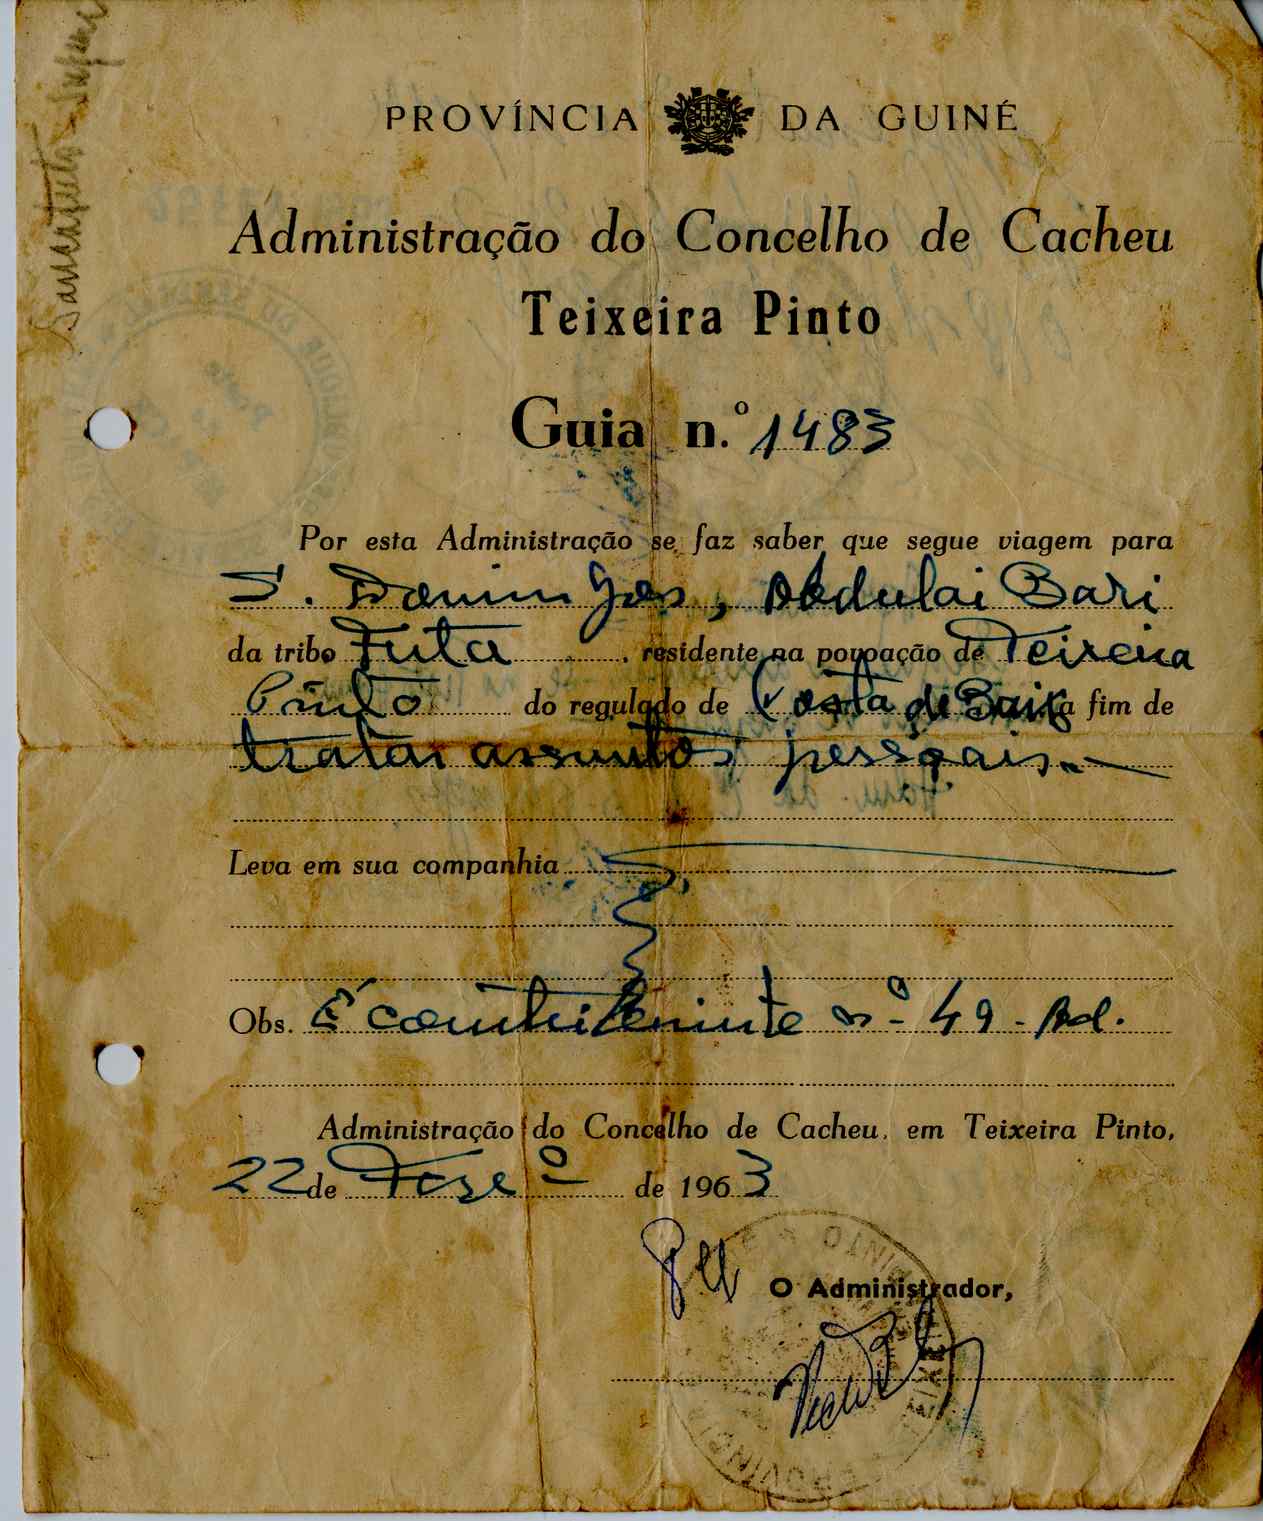 PROVÍNCIA DA GUINÉ
Administração do Concelho de Cacheu
Teixeira Pinto
Guia n.º 1483
Por esta Administração se faz saber que segue viagem para
S. Domingos, Abdulai Bari
da tribo Futa, residente na povoação de Teixeira
Pinto do regulado de Costa de Baix a fim de
tratar assuntos pessoais.—
Leva em sua companhia
Obs. É contribuinte nº 49-Ad.
Administração do Concelho de Cacheu, em Teixeira Pinto,
22 de Fevº de 1963
O Administrador,